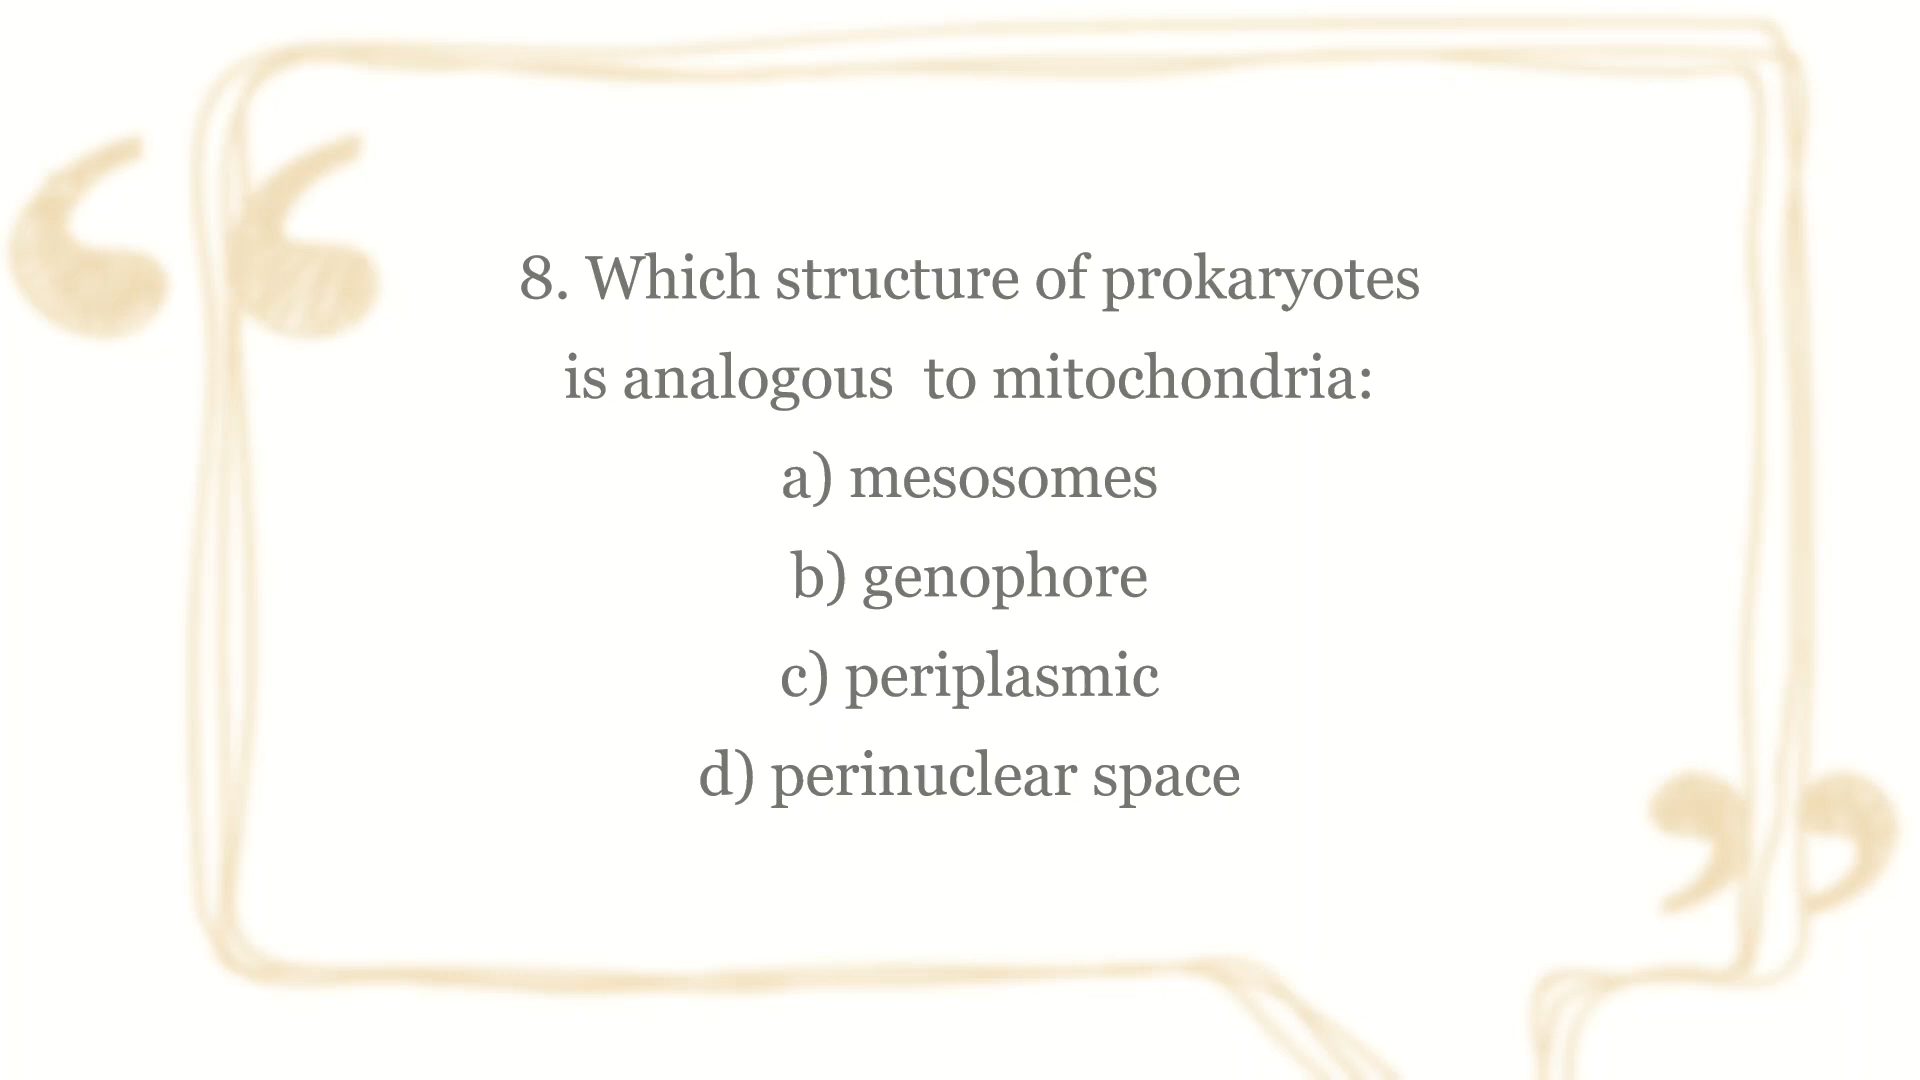 8. Which structure of prokaryotes
is analogous  to mitochondria:
a) mesosomes
b) genophore
c) periplasmic
d) perinuclear space